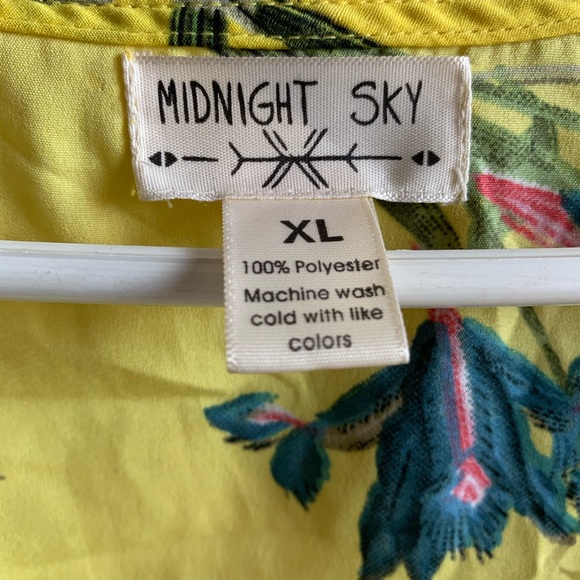 MIDNIGHT SKY
XL
100% Polyester
Machine wash
cold with like
colors